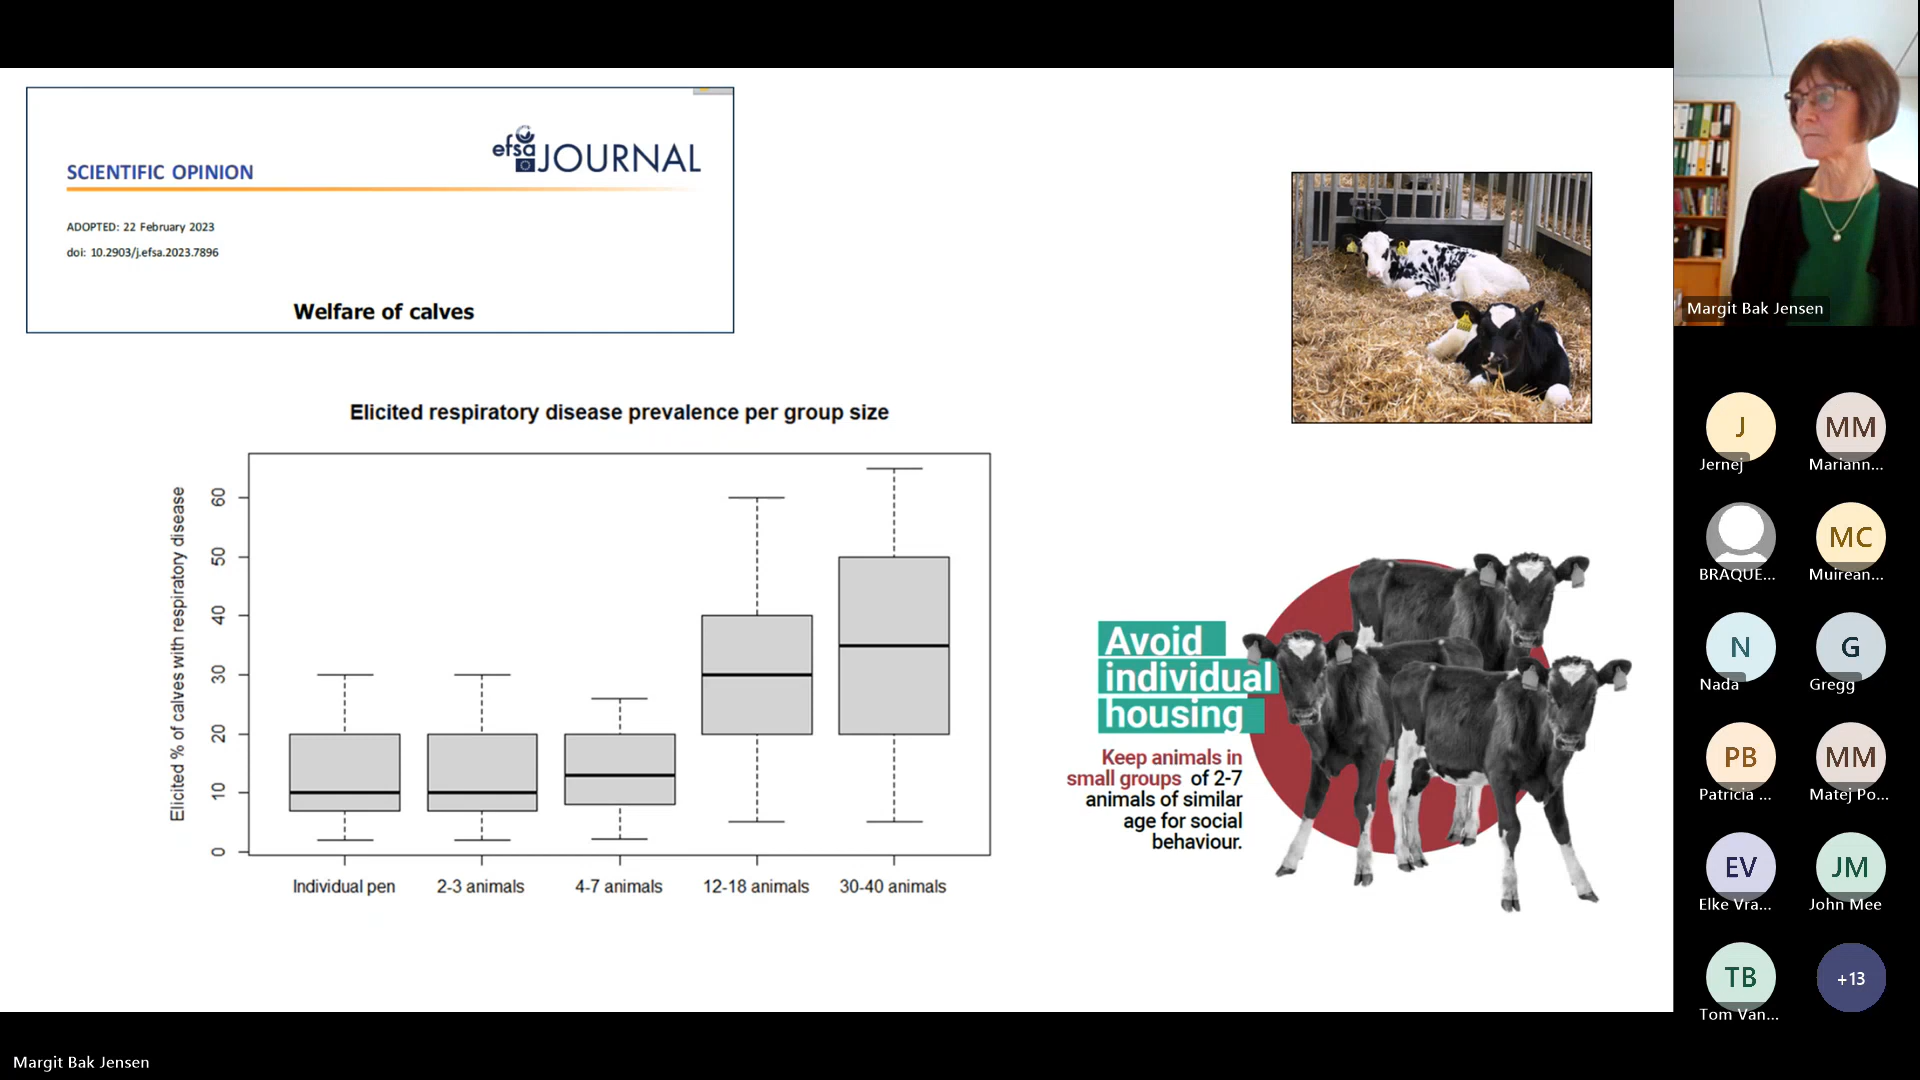 SCIENTIFIC OPINION
efsa JOURNAL
ADOPTED: 22 February 2023
doi: 10.2903/j.efsa.2023.7896
Welfare of calves
Elicited respiratory disease prevalence per group size
Elicited % of calves with respiratory disease
60
50
40
30
20
10
0
Individual pen
2-3 animals
4-7 animals
12-18 animals
30-40 animals
Avoid
individual
housing
Keep animals in
small groups of 2-7
animals of similar
age for social
behaviour.
Margit Bak Jensen
J
Jernej
MM
Mariann...
BRAQUE...
MC
Muirean...
N
Nada
G
Gregg
PB
Patricia ...
MM
Matej Po...
EV
Elke Vra...
JM
John Mee
TB
Tom Van...
+13
Margit Bak Jensen